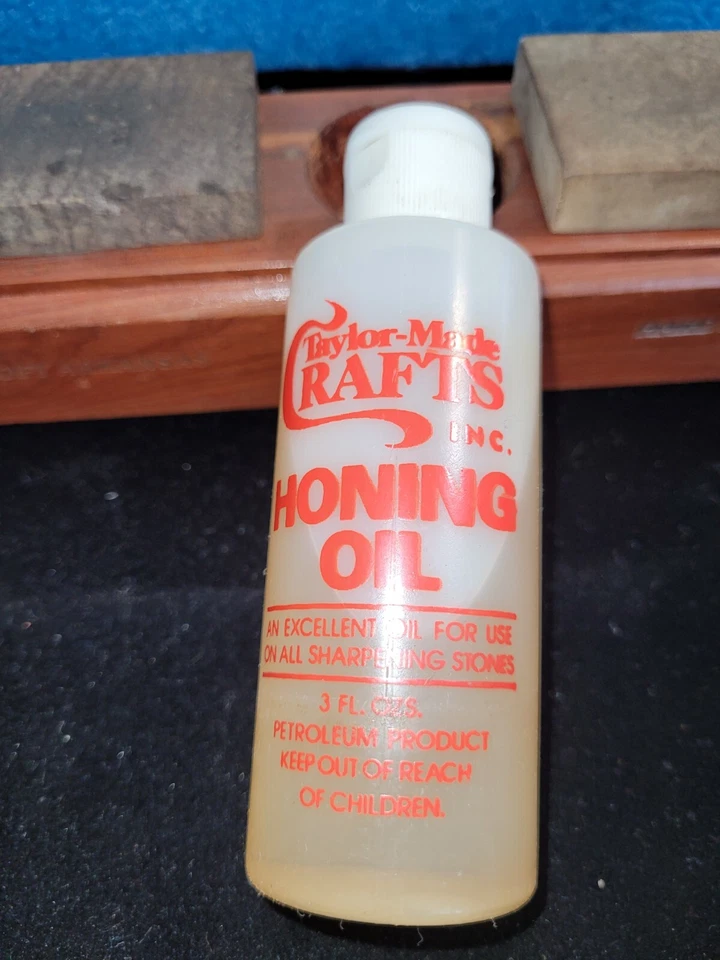 Taylor-Made
CRAFTS
INC.
HONING
OIL
AN EXCELLENT OIL FOR USE
ON ALL SHARPENING STONES
3 FL. OZS.
PETROLEUM PRODUCT
KEEP OUT OF REACH
OF CHILDREN.